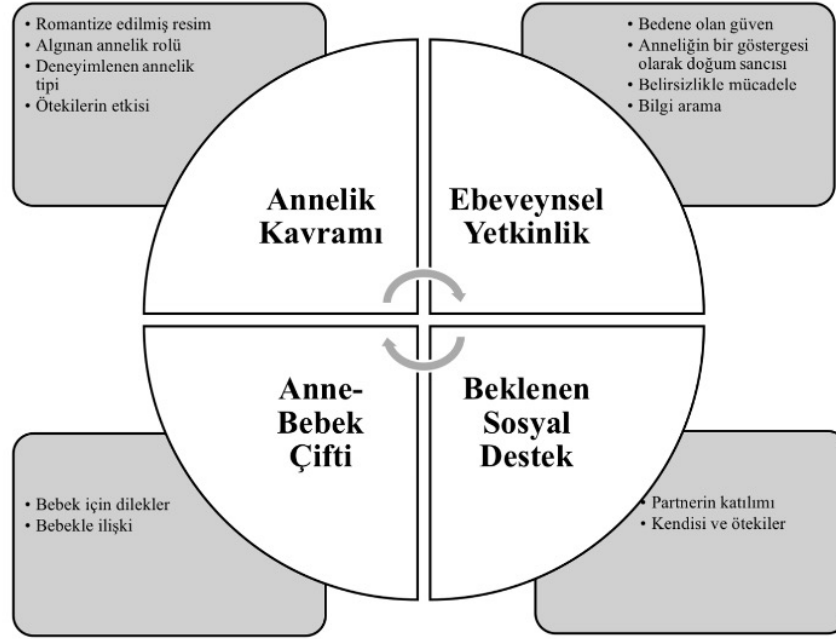 • Romantize edilmiş resim
• Algınan annelik rolü
• Deneyimlenen annelik
tipi
• Ötekilerin etkisi
• Bedene olan güven
• Anneliğin bir göstergesi
olarak doğum sancısı
• Belirsizlikle mücadele
• Bilgi arama
Annelik
Kavramı
Ebeveynsel
Yetkinlik
Anne-
Bebek
Çifti
Beklenen
Sosyal
Destek
• Bebek için dilekler
• Bebekle ilişki
• Partnerin katılımı
• Kendisi ve ötekiler